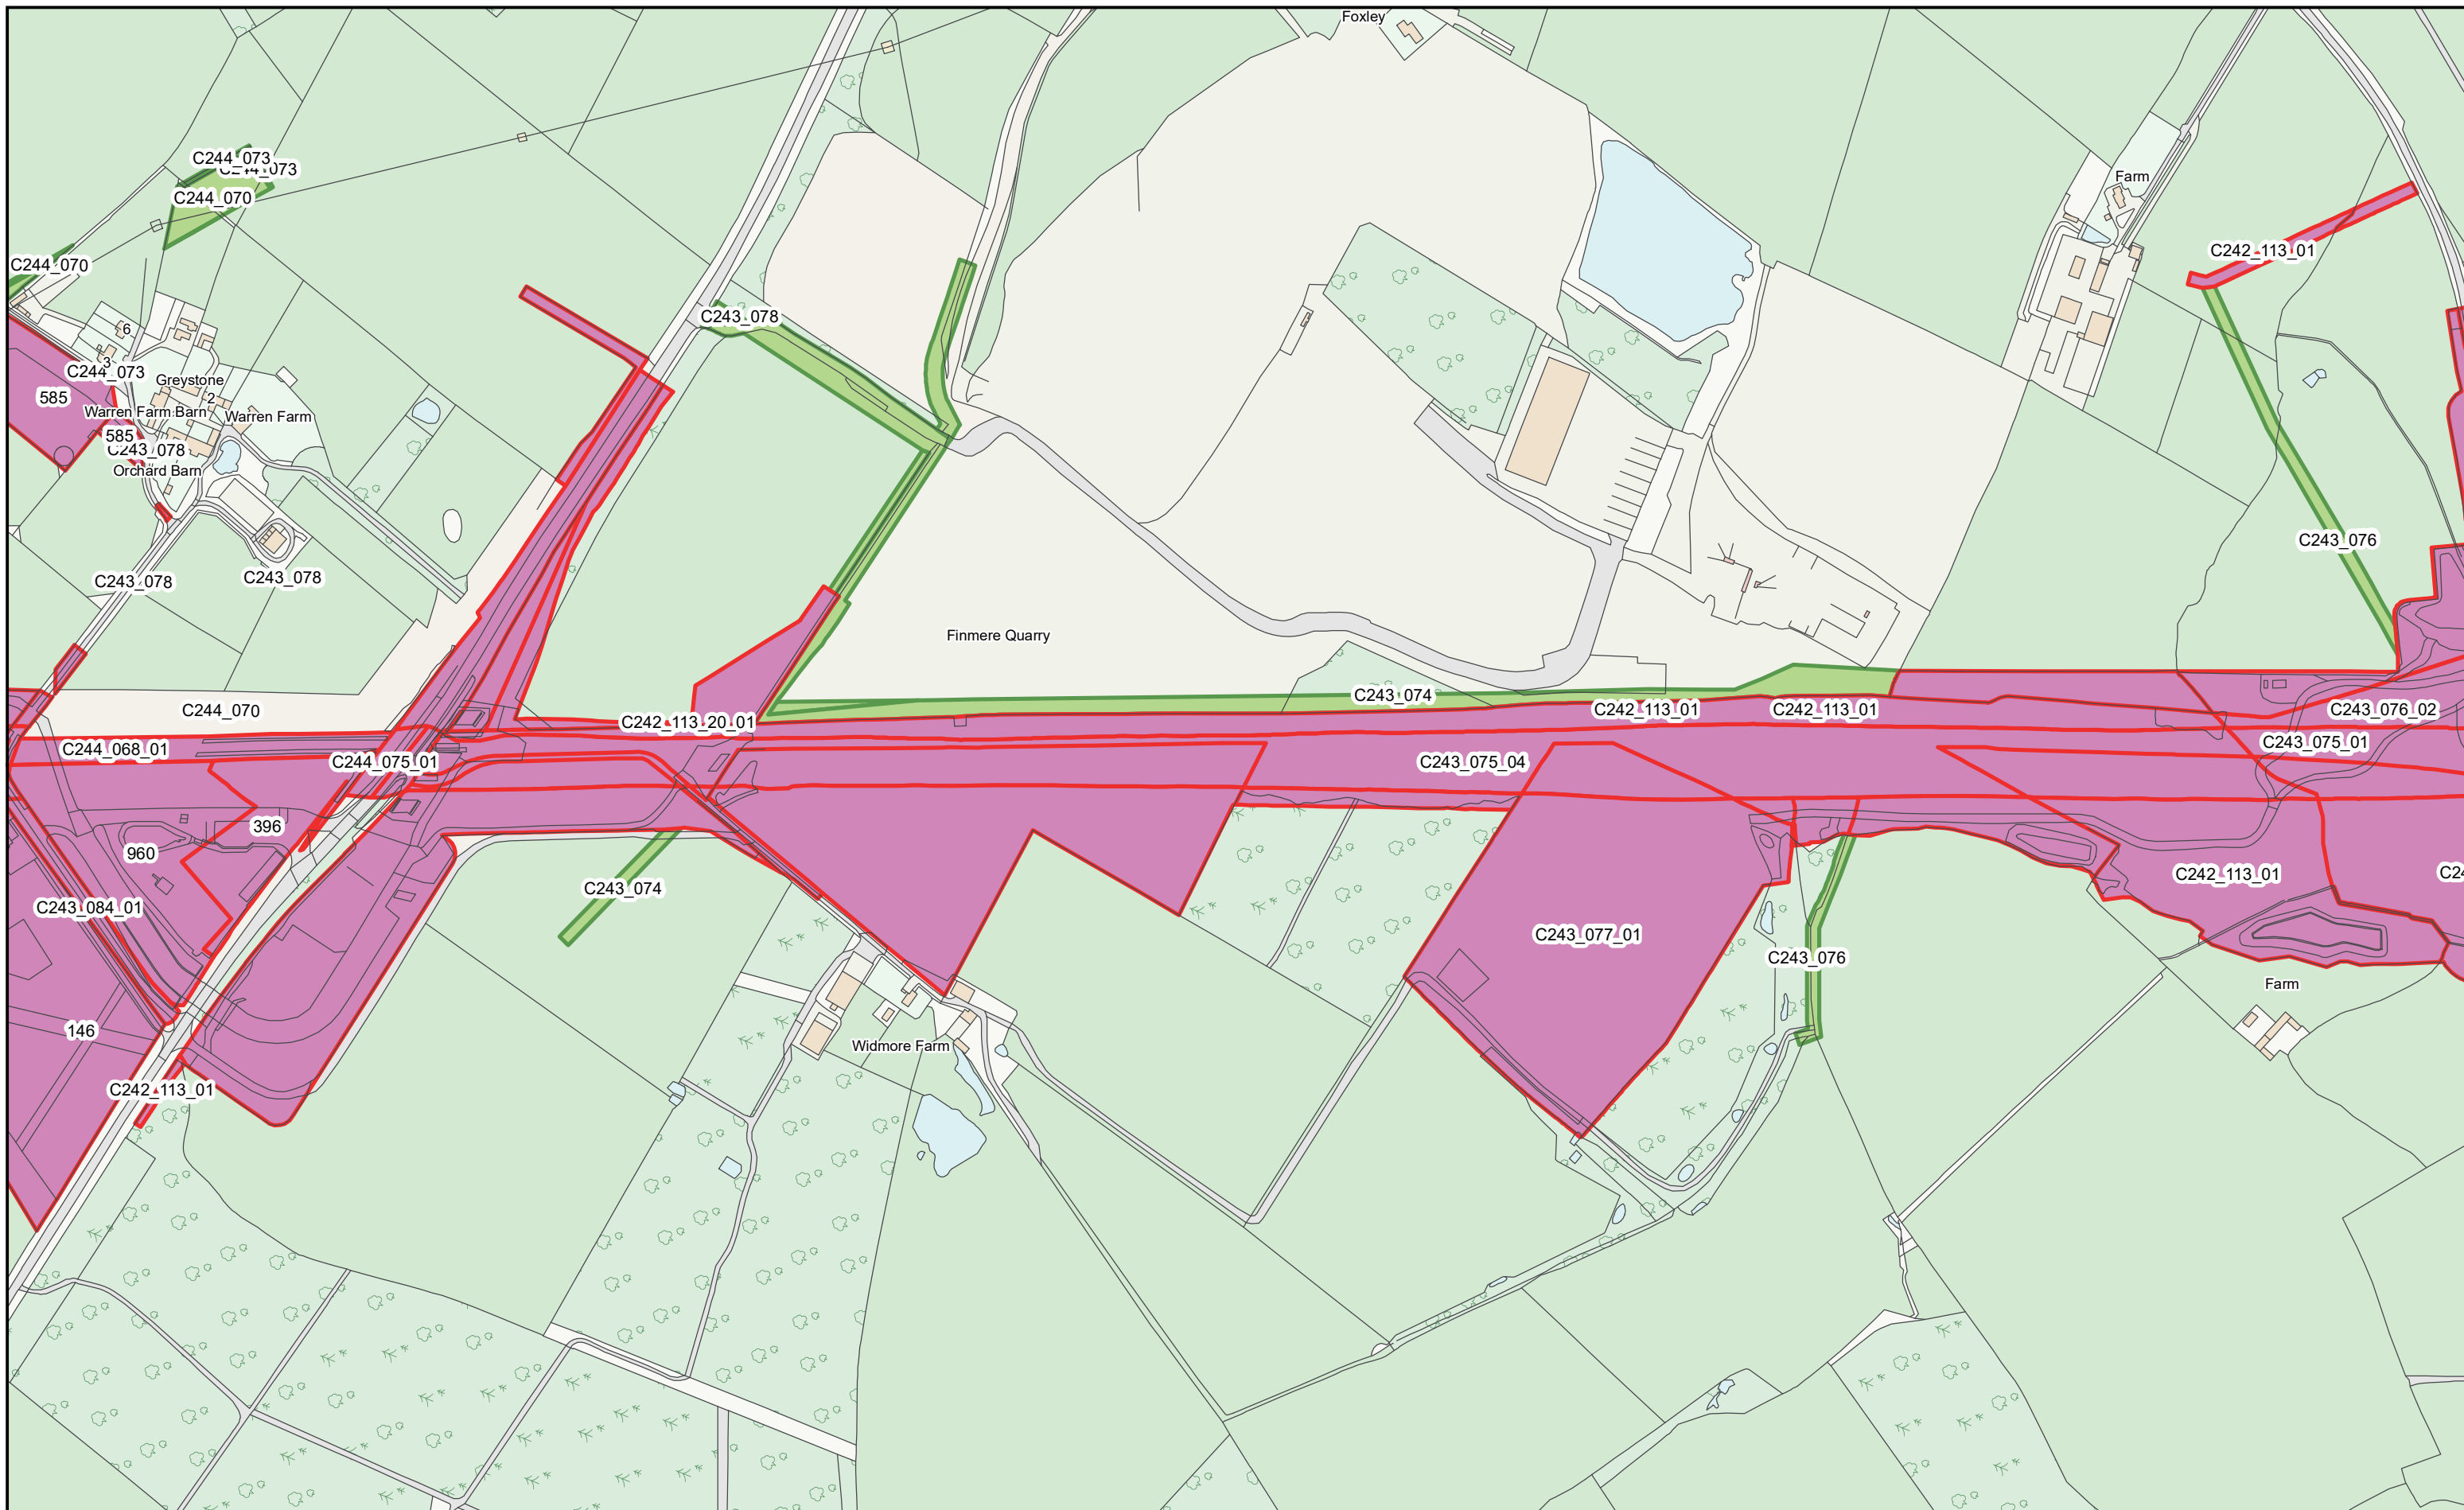 Foxley
C244_073
C244_073
Farm
C244_070
C242_113_01
C244_070
C243_078
6
3
C244_073
Greystone
585
2
Warren Farm Barn
Warren Farm
585
C243_078
Orchard Barn
C243_076
C243_078
C243_078
Finmere Quarry
C243_074
C244_070
C242_113_01
C242_113_01
C243_076_02
C242_113_20_01
C243_075_01
C244_068_01
C244_075_01
C243_075_04
396
960
C242_113_01
C24
C243_074
C243_084_01
C243_077_01
C243_076
Farm
146
Widmore Farm
C242_113_01